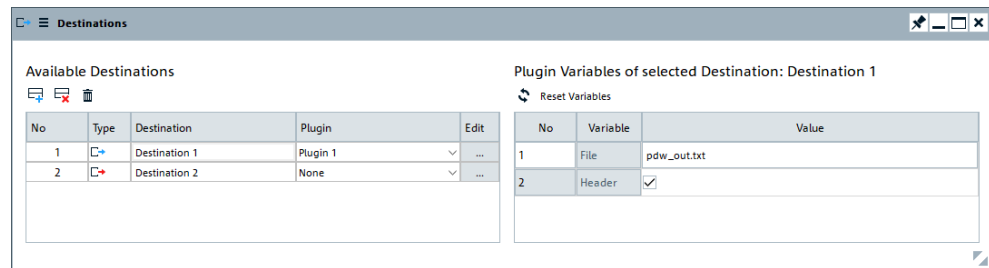 Destinations
Available Destinations
No Type Destination Plugin Edit
1 Destination 1 Plugin 1 ...
2 Destination 2 None ...
Plugin Variables of selected Destination: Destination 1
Reset Variables
No Variable Value
1 File pdw_out.txt
2 Header